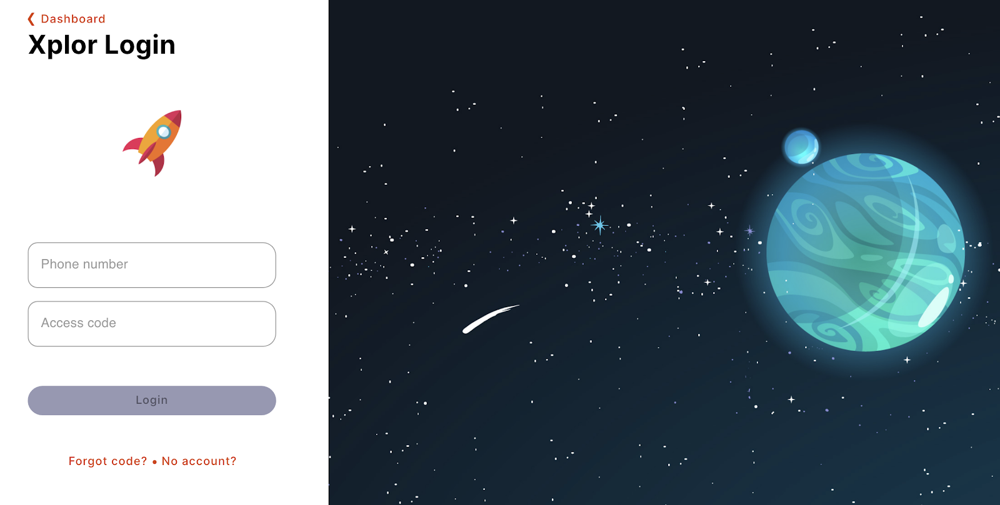 ❮ Dashboard
Xplor Login
Phone number
Access code
Login
Forgot code? • No account?